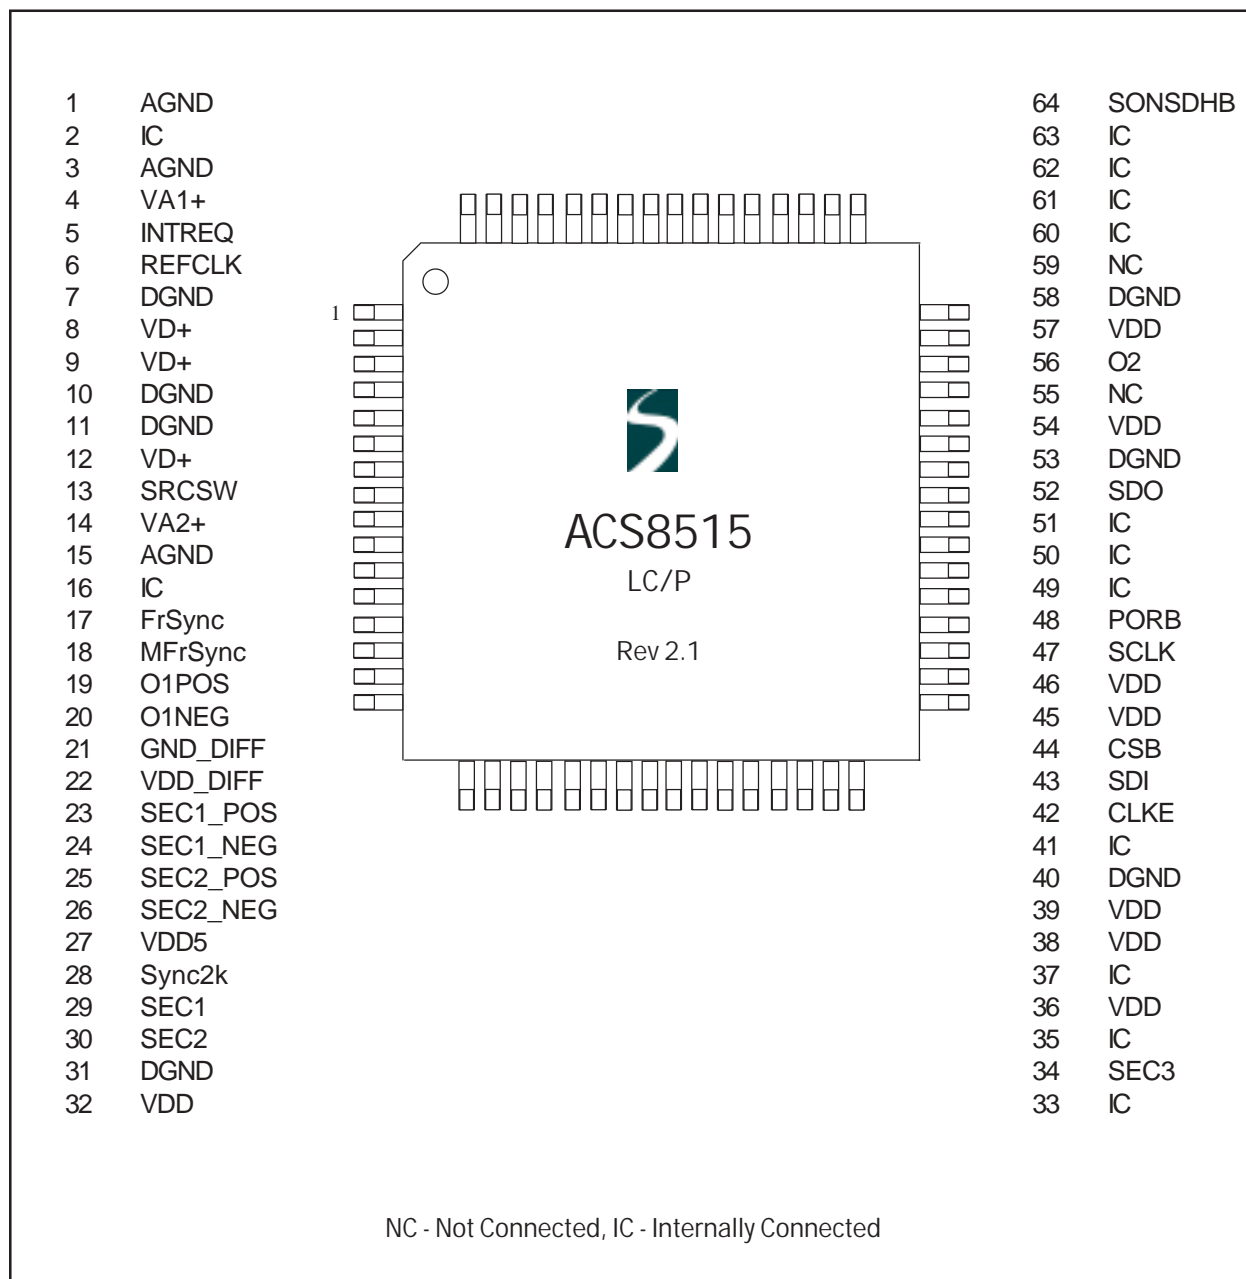 1 AGND
2 IC
3 AGND
4 VA1+
5 INTREQ
6 REFCLK
7 DGND
8 VD+
9 VD+
10 DGND
11 DGND
12 VD+
13 SRCSW
14 VA2+
15 AGND
16 IC
17 FrSync
18 MFrSync
19 O1POS
20 O1NEG
21 GND_DIFF
22 VDD_DIFF
23 SEC1_POS
24 SEC1_NEG
25 SEC2_POS
26 SEC2_NEG
27 VDD5
28 Sync2k
29 SEC1
30 SEC2
31 DGND
32 VDD
1
ACS8515
LC/P
Rev 2.1
64 SONSDHB
63 IC
62 IC
61 IC
60 IC
59 NC
58 DGND
57 VDD
56 O2
55 NC
54 VDD
53 DGND
52 SDO
51 IC
50 IC
49 IC
48 PORB
47 SCLK
46 VDD
45 VDD
44 CSB
43 SDI
42 CLKE
41 IC
40 DGND
39 VDD
38 VDD
37 IC
36 VDD
35 IC
34 SEC3
33 IC
NC - Not Connected, IC - Internally Connected